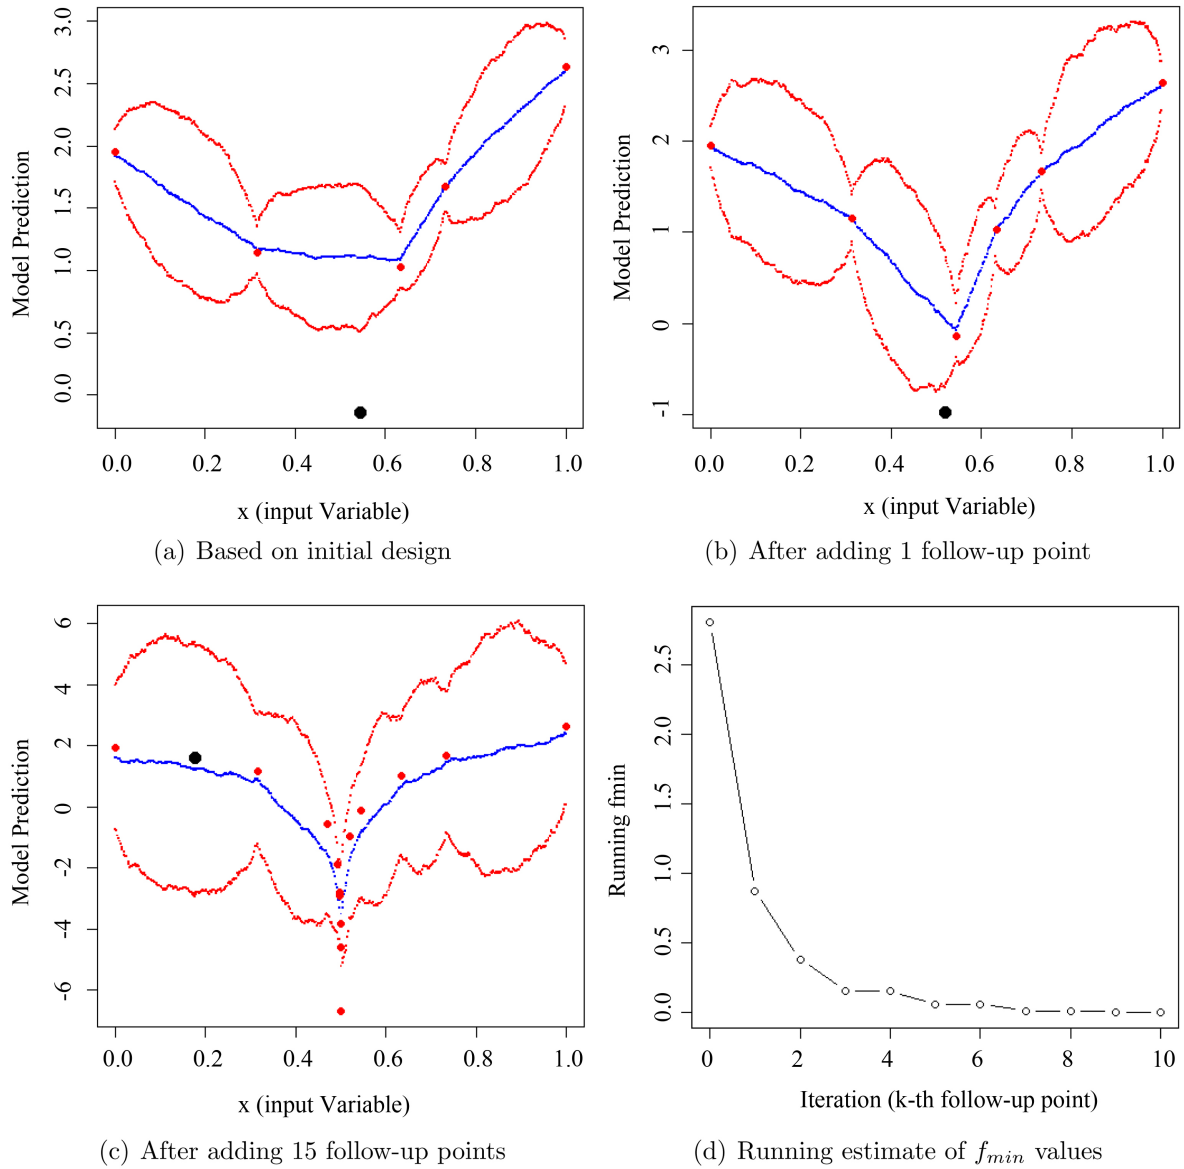 3.0
2.5
2.0
1.5
1.0
0.5
0.0
Model Prediction
0.0 0.2 0.4 0.6 0.8 1.0
x (input Variable)
(a) Based on initial design
3
2
1
0
-1
Model Prediction
0.0 0.2 0.4 0.6 0.8 1.0
x (input Variable)
(b) After adding 1 follow-up point
6
4
2
0
-2
-4
-6
Model Prediction
0.0 0.2 0.4 0.6 0.8 1.0
x (input Variable)
(c) After adding 15 follow-up points
2.5
2.0
1.5
1.0
0.5
0.0
Running fmin
0 2 4 6 8 10
Iteration (k-th follow-up point)
(d) Running estimate of f_{min} values